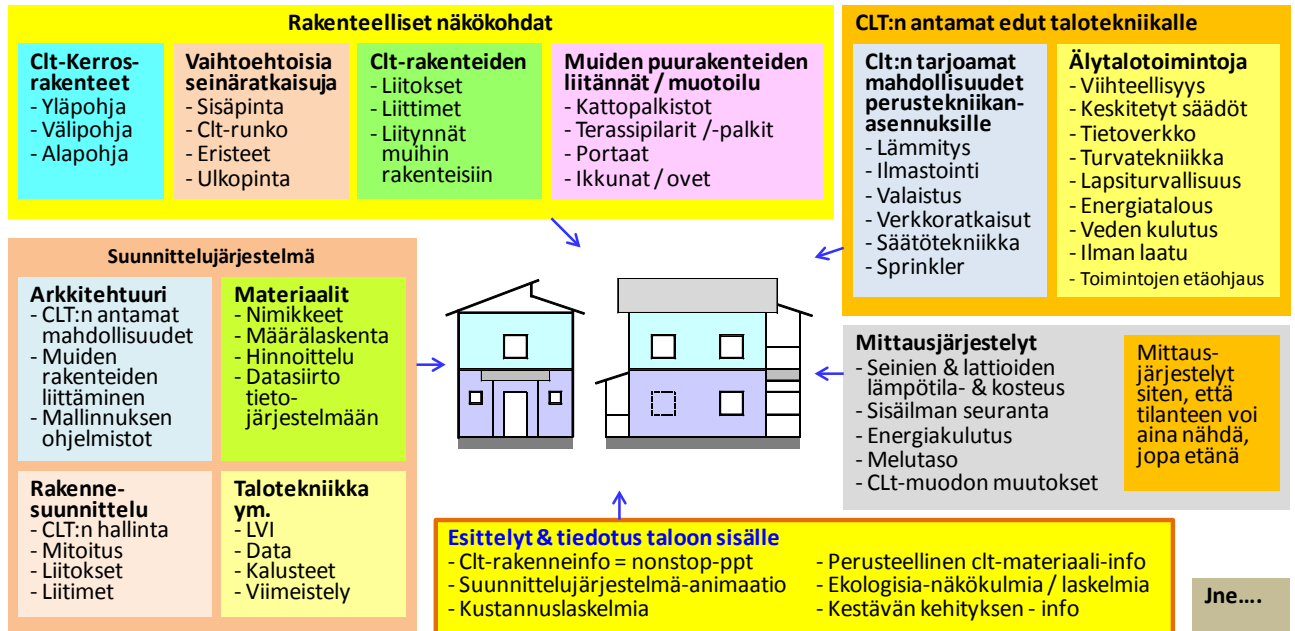 Rakenteelliset näkökohdat
Clt-Kerros-
rakenteet
- Yläpohja
- Välipohja
- Alapohja
Vaihtoehtoisia
seinäratkaisuja
- Sisäpinta
- Clt-runko
- Eristeet
- Ulkopinta
Clt-rakenteiden
- Liitokset
- Liittimet
- Liitynnät
muihin
rakenteisiin
Muiden puurakenteiden
liitännät / muotoilu
- Kattopalkistot
- Terassipilarit /-palkit
- Portaat
- Ikkunat / ovet
CLT:n antamat edut talotekniikalle
Clt:n tarjoamat
mahdollisuudet
perustekniikan-
asennuksille
- Lämmitys
- Ilmastointi
- Valaistus
- Verkkoratkaisut
- Säätötekniikka
- Sprinkler
Älytalotoimintoja
- Viihteellisyys
- Keskitetyt säädöt
- Tietoverkko
- Turvatekniikka
- Lapsiturvallisuus
- Energiatalous
- Veden kulutus
- Ilman laatu
- Toimintojen etäohjaus
Suunnittelujärjestelmä
Arkkitehtuuri
- CLT:n antamat
mahdollisuudet
- Muiden
rakenteiden
liittäminen
- Mallinnuksen
ohjelmistot
Materiaalit
- Nimikkeet
- Määrälaskenta
- Hinnoittelu
- Datasiirto
tieto-
järjestelmään
Rakenne-
suunnittelu
- CLT:n hallinta
- Mitoitus
- Liitokset
- Liitimet
Talotekniikka
ym.
- LVI
- Data
- Kalusteet
- Viimeistely
Mittausjärjestelyt
- Seinien & lattioiden
lämpötila- & kosteus
- Sisäilman seuranta
- Energiakulutus
- Melutaso
- CLt-muodon muutokset
Mittaus-
järjestelyt
siten, että
tilanteen voi
aina nähdä,
jopa etänä
Esittelyt & tiedotus taloon sisälle
- Clt-rakenneinfo = nonstop-ppt
- Suunnittelujärjestelmä-animaatio
- Kustannuslaskelmia
- Perusteellinen clt-materiaali-info
- Ekologisia-näkökulmia / laskelmia
- Kestävän kehityksen - info
Jne....